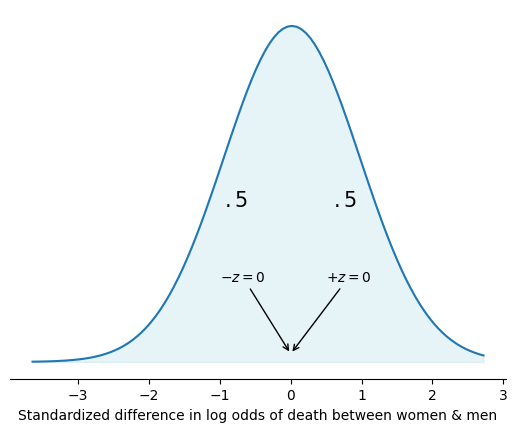 .5 .5
−z = 0 +z = 0
−3 −2 −1 0 1 2 3
Standardized difference in log odds of death between women & men